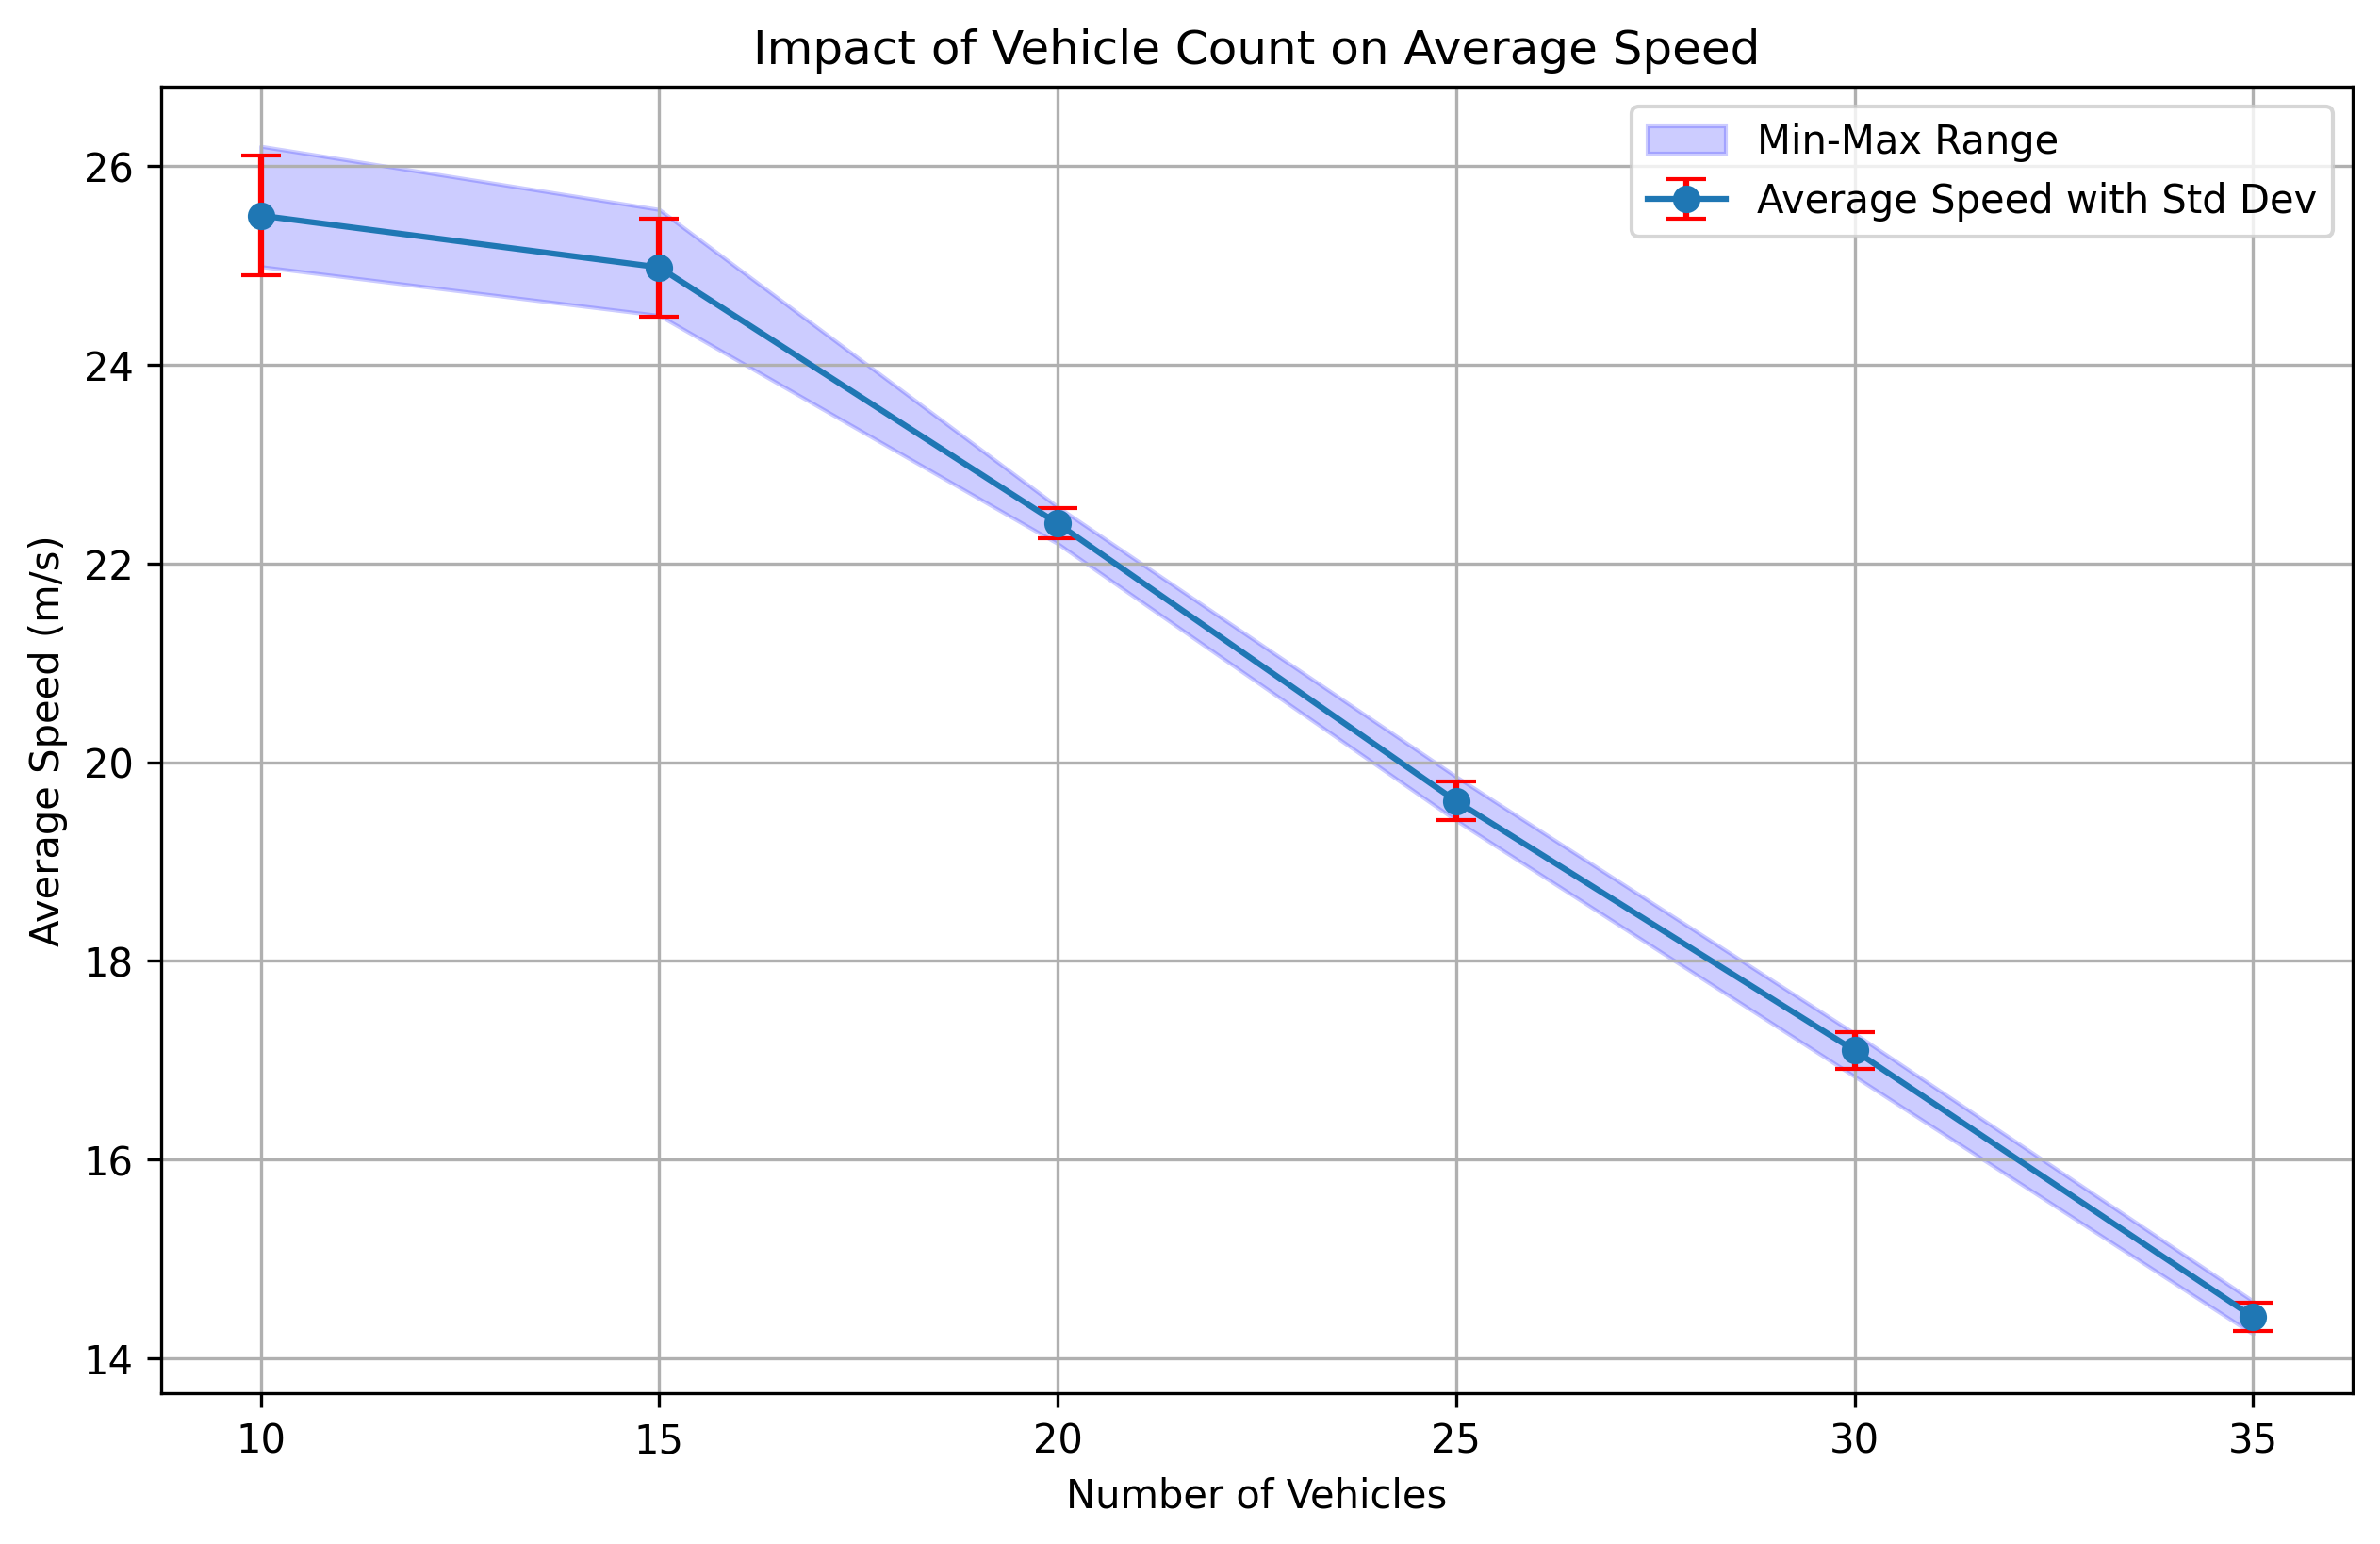 Impact of Vehicle Count on Average Speed
Min-Max Range
Average Speed with Std Dev
Average Speed (m/s)
26
24
22
20
18
16
14
10 15 20 25 30 35
Number of Vehicles